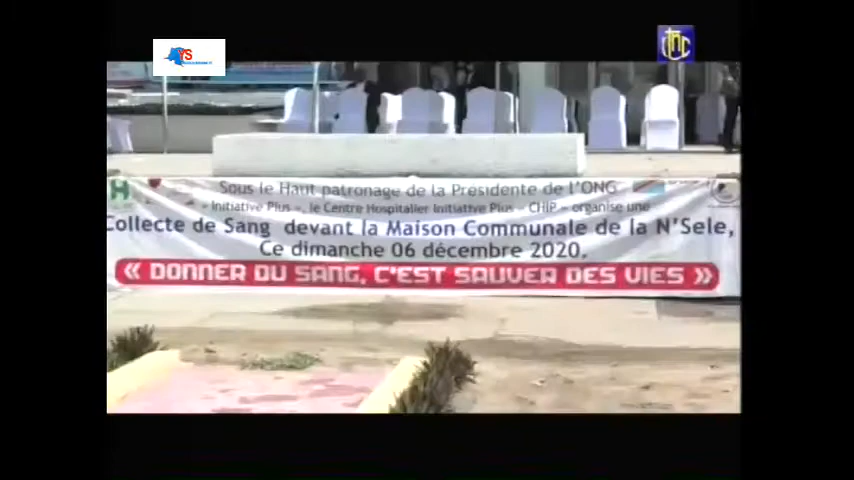 YS
RTNC
H
Sous le Haut patronage de la Présidente de l'ONG
« Initiative Plus », le Centre Hospitalier Initiative Plus – CHIP – organise une
Collecte de Sang devant la Maison Communale de la N'Sele,
Ce dimanche 06 décembre 2020.
« DONNER DU SANG, C'EST SAUVER DES VIES »